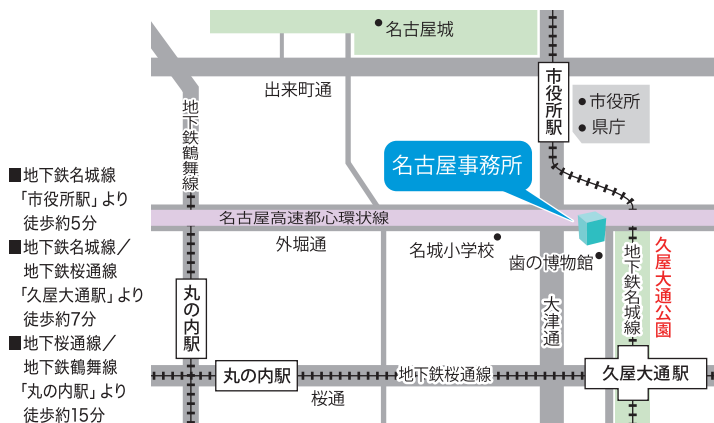 ■地下鉄名城線
「市役所駅」より
徒歩約5分
■地下鉄名城線／
地下鉄桜通線
「久屋大通駅」より
徒歩約7分
■地下桜通線／
地下鉄鶴舞線
「丸の内駅」より
徒歩約15分
名古屋城
出来町通
地下鉄鶴舞線
市役所駅
市役所
県庁
名古屋事務所
名古屋高速都心環状線
外堀通
名城小学校
歯の博物館
地下鉄名城線
久屋大通公園
大津通
丸の内駅
丸の内駅
地下鉄桜通線
久屋大通駅
桜通